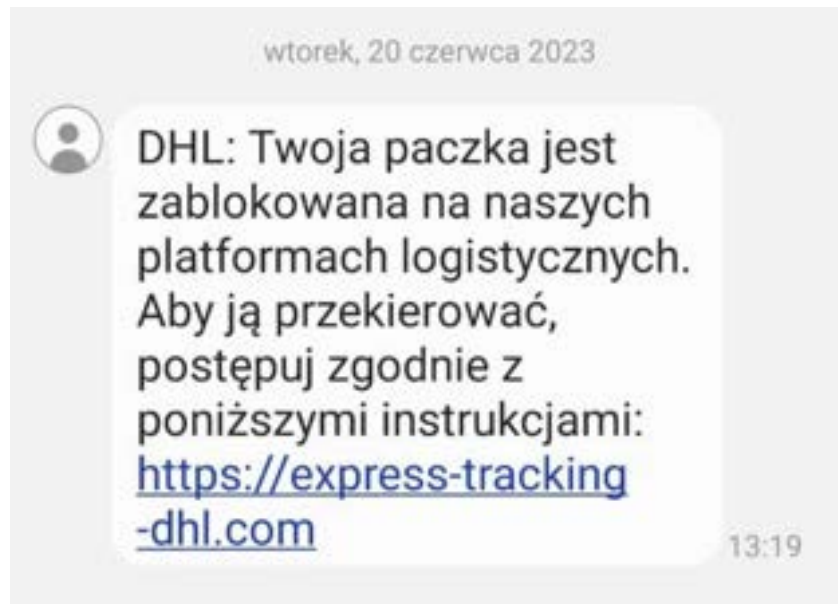 wtorek, 20 czerwca 2023
DHL: Twoja paczka jest
zablokowana na naszych
platformach logistycznych.
Aby ją przekierować,
postępuj zgodnie z
poniższymi instrukcjami:
https://express-tracking
-dhl.com
13:19